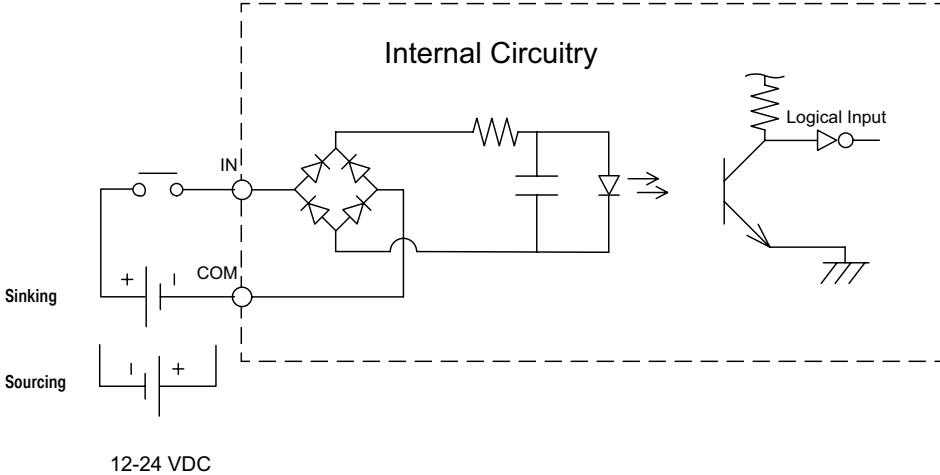 Internal Circuitry
Logical Input
IN
+ −
COM
Sinking
− +
Sourcing
12-24 VDC